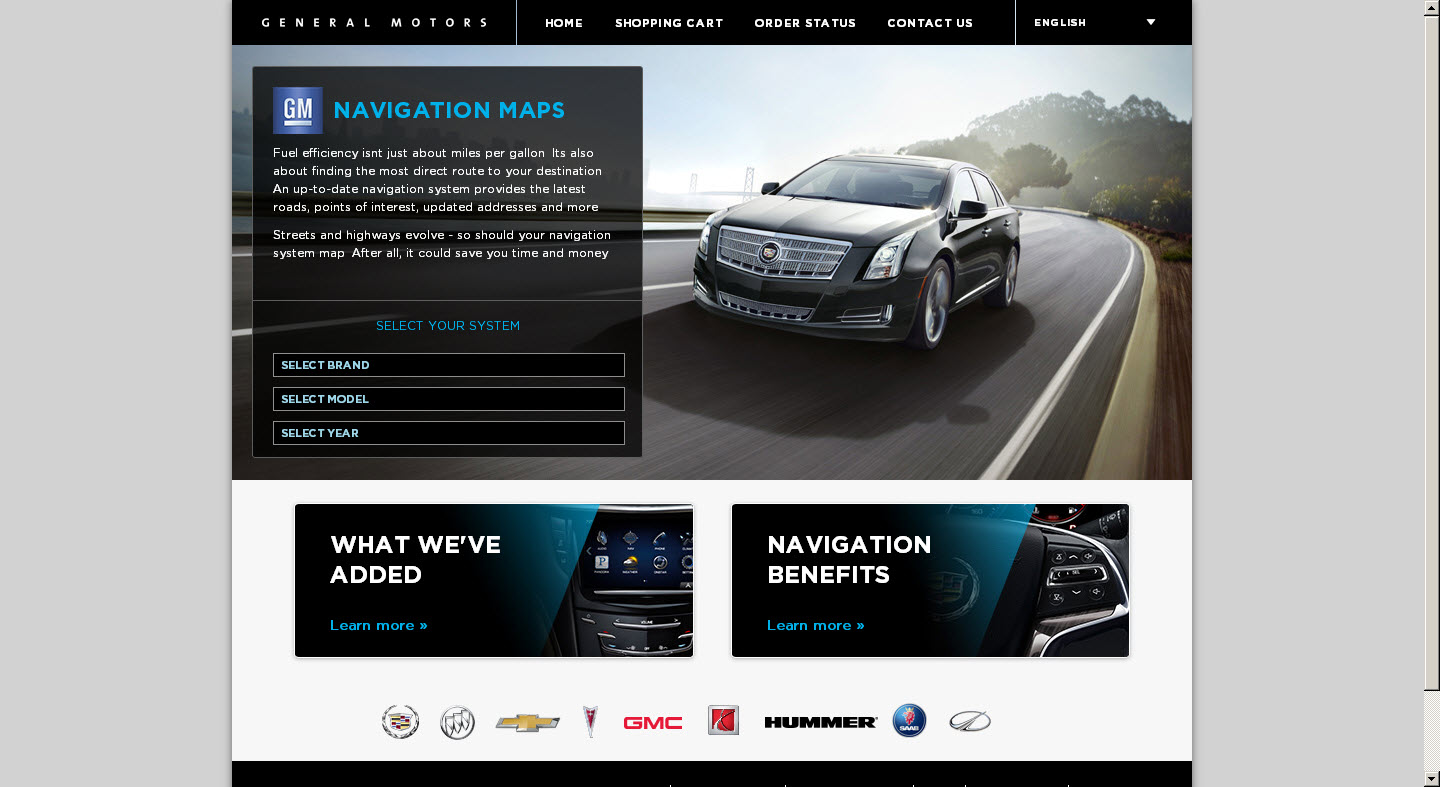 GENERAL MOTORS
HOME SHOPPING CART ORDER STATUS CONTACT US ENGLISH
GM
NAVIGATION MAPS
Fuel efficiency isnt just about miles per gallon Its also
about finding the most direct route to your destination
An up-to-date navigation system provides the latest
roads, points of interest, updated addresses and more
Streets and highways evolve - so should your navigation
system map After all, it could save you time and money
SELECT YOUR SYSTEM
SELECT BRAND
SELECT MODEL
SELECT YEAR
WHAT WE'VE
ADDED
Learn more »
NAVIGATION
BENEFITS
Learn more »
GMC
HUMMER
SAAB